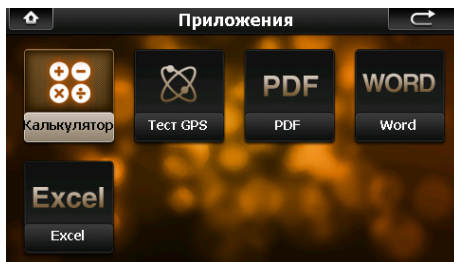 Приложения
PDF
WORD
Калькулятор
Тест GPS
PDF
Word
Excel
Excel